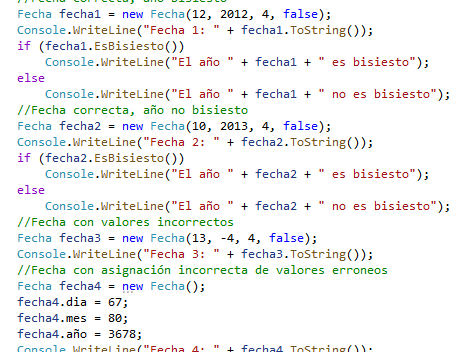 //Fecha correcta, año bisiesto
Fecha fecha1 = new Fecha(12, 2012, 4, false);
Console.WriteLine("Fecha 1: " + fecha1.ToString());
if (fecha1.EsBisiesto())
Console.WriteLine("El año " + fecha1 + " es bisiesto");
else
Console.WriteLine("El año " + fecha1 + " no es bisiesto");
//Fecha correcta, año no bisiesto
Fecha fecha2 = new Fecha(10, 2013, 4, false);
Console.WriteLine("Fecha 2: " + fecha2.ToString());
if (fecha2.EsBisiesto())
Console.WriteLine("El año " + fecha2 + " es bisiesto");
else
Console.WriteLine("El año " + fecha2 + " no es bisiesto");
//Fecha con valores incorrectos
Fecha fecha3 = new Fecha(13, -4, 4, false);
Console.WriteLine("Fecha 3: " + fecha3.ToString());
//Fecha con asignación incorrecta de valores erroneos
Fecha fecha4 = new Fecha();
fecha4.dia = 67;
fecha4.mes = 80;
fecha4.año = 3678;
Console.WriteLine("Fecha 4: " + fecha4.ToString());